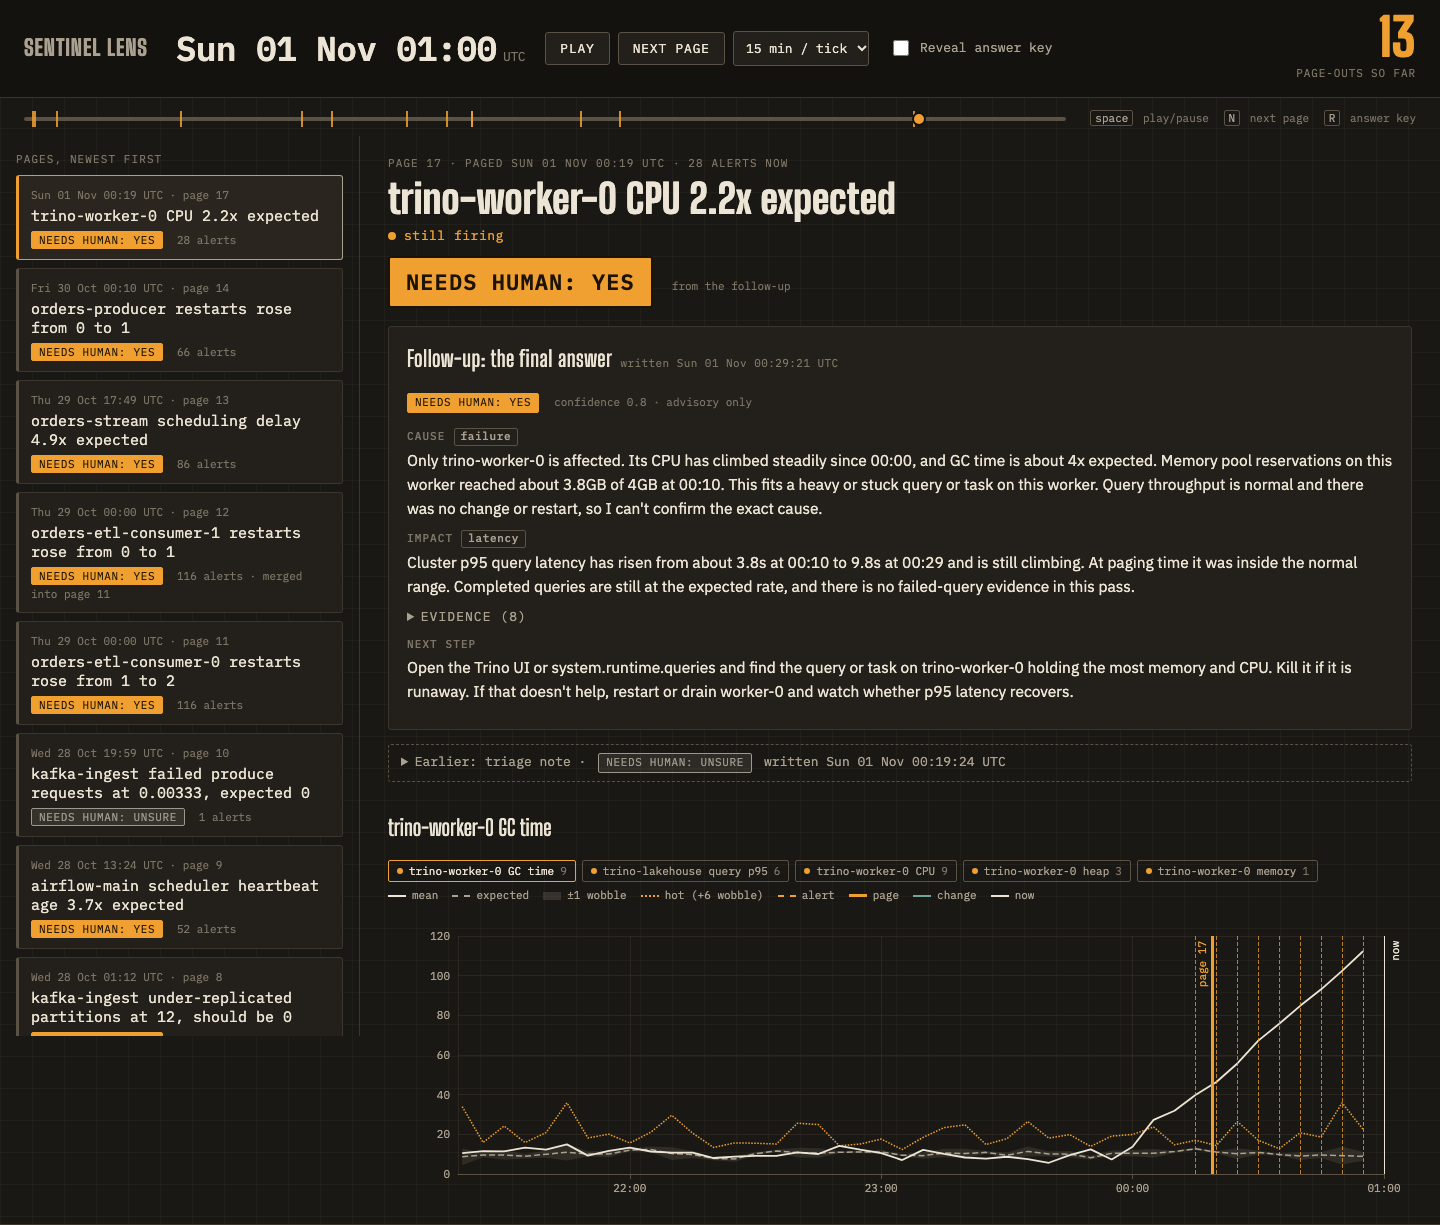 SENTINEL LENS
Sun 01 Nov 01:00 UTC
PLAY
NEXT PAGE
15 min / tick
Reveal answer key
13
PAGE-OUTS SO FAR
space play/pause N next page R answer key
PAGES, NEWEST FIRST
Sun 01 Nov 00:19 UTC · page 17
trino-worker-0 CPU 2.2x expected
NEEDS HUMAN: YES 28 alerts
Fri 30 Oct 00:10 UTC · page 14
orders-producer restarts rose
from 0 to 1
NEEDS HUMAN: YES 66 alerts
Thu 29 Oct 17:49 UTC · page 13
orders-stream scheduling delay
4.9x expected
NEEDS HUMAN: YES 86 alerts
Thu 29 Oct 00:00 UTC · page 12
orders-etl-consumer-1 restarts
rose from 0 to 1
NEEDS HUMAN: YES 116 alerts · merged
into page 11
Thu 29 Oct 00:00 UTC · page 11
orders-etl-consumer-0 restarts
rose from 1 to 2
NEEDS HUMAN: YES 116 alerts
Wed 28 Oct 19:59 UTC · page 10
kafka-ingest failed produce
requests at 0.00333, expected 0
NEEDS HUMAN: UNSURE 1 alerts
Wed 28 Oct 13:24 UTC · page 9
airflow-main scheduler heartbeat
age 3.7x expected
NEEDS HUMAN: YES 52 alerts
Wed 28 Oct 01:12 UTC · page 8
kafka-ingest under-replicated
partitions at 12, should be 0
PAGE 17 · PAGED SUN 01 NOV 00:19 UTC · 28 ALERTS NOW
trino-worker-0 CPU 2.2x expected
still firing
NEEDS HUMAN: YES from the follow-up
Follow-up: the final answer written Sun 01 Nov 00:29:21 UTC
NEEDS HUMAN: YES confidence 0.8 · advisory only
CAUSE failure
Only trino-worker-0 is affected. Its CPU has climbed steadily since 00:00, and GC time is about 4x expected. Memory pool reservations on this
worker reached about 3.8GB of 4GB at 00:10. This fits a heavy or stuck query or task on this worker. Query throughput is normal and there
was no change or restart, so I can't confirm the exact cause.
IMPACT latency
Cluster p95 query latency has risen from about 3.8s at 00:10 to 9.8s at 00:29 and is still climbing. At paging time it was inside the normal
range. Completed queries are still at the expected rate, and there is no failed-query evidence in this pass.
EVIDENCE (8)
NEXT STEP
Open the Trino UI or system.runtime.queries and find the query or task on trino-worker-0 holding the most memory and CPU. Kill it if it is
runaway. If that doesn't help, restart or drain worker-0 and watch whether p95 latency recovers.
Earlier: triage note · NEEDS HUMAN: UNSURE written Sun 01 Nov 00:19:24 UTC
trino-worker-0 GC time
trino-worker-0 GC time 9
trino-lakehouse query p95 6
trino-worker-0 CPU 9
trino-worker-0 heap 3
trino-worker-0 memory 1
mean expected ±1 wobble hot (+6 wobble) alert page change now
120
100
80
60
40
20
0
page 17
now
22:00 23:00 00:00 01:00